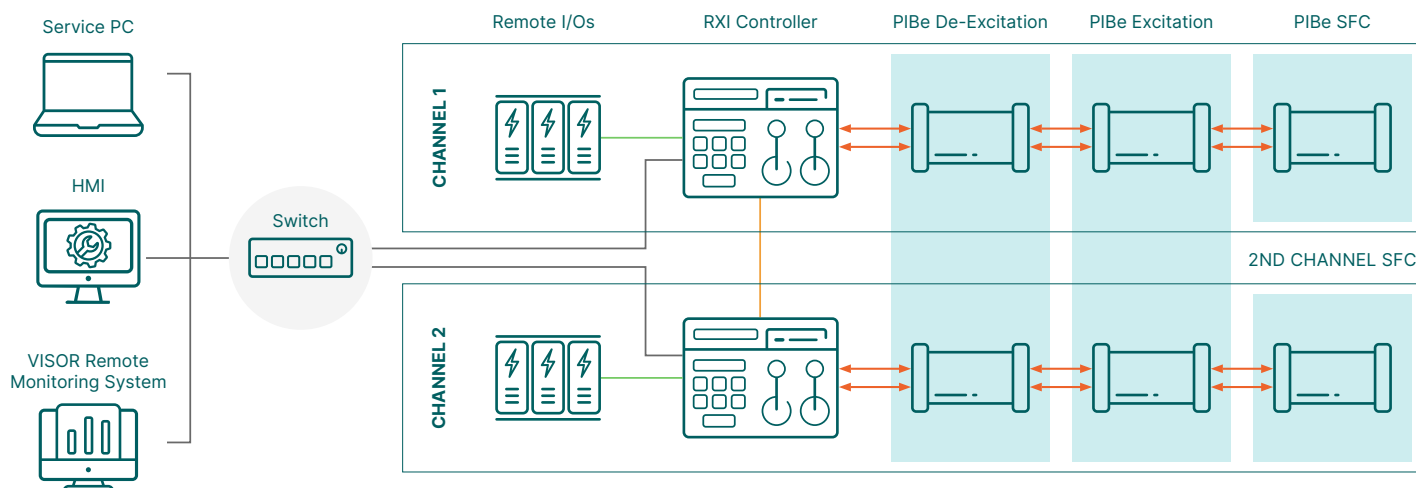 Service PC
Remote I/Os
RXI Controller
PIBe De-Excitation
PIBe Excitation
PIBe SFC
CHANNEL 1
HMI
Switch
2ND CHANNEL SFC
VISOR Remote
Monitoring System
CHANNEL 2